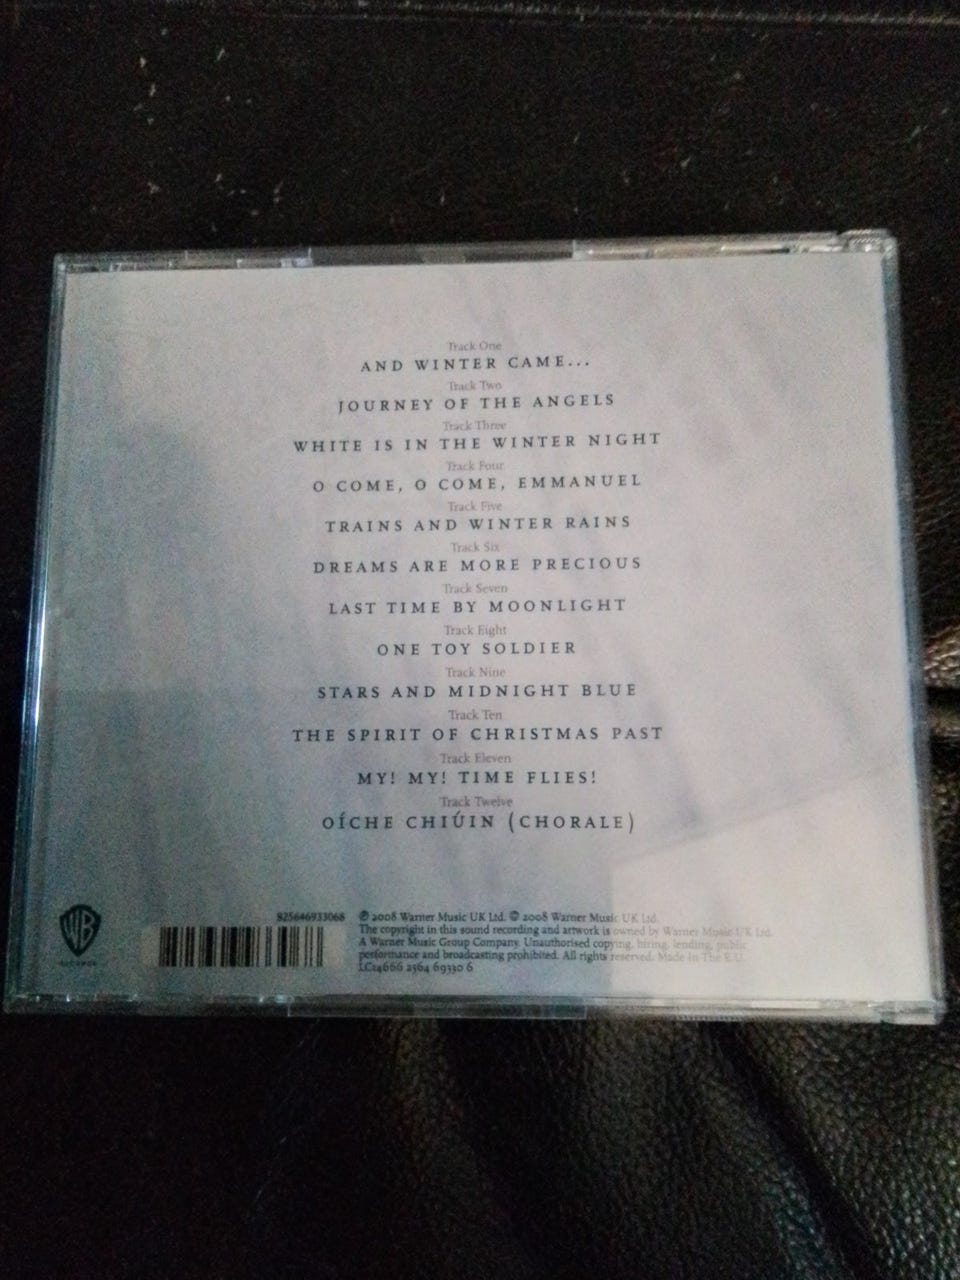 Track One
AND WINTER CAME...
Track Two
JOURNEY OF THE ANGELS
Track Three
WHITE IS IN THE WINTER NIGHT
Track Four
O COME, O COME, EMMANUEL
Track Five
TRAINS AND WINTER RAINS
Track Six
DREAMS ARE MORE PRECIOUS
Track Seven
LAST TIME BY MOONLIGHT
Track Eight
ONE TOY SOLDIER
Track Nine
STARS AND MIDNIGHT BLUE
Track Ten
THE SPIRIT OF CHRISTMAS PAST
Track Eleven
MY! MY! TIME FLIES!
Track Twelve
OÍCHE CHIÚIN (CHORALE)
WB
RECORDS
825646933068
℗ 2008 Warner Music UK Ltd. © 2008 Warner Music UK Ltd.
The copyright in this sound recording and artwork is owned by Warner Music UK Ltd.
A Warner Music Group Company. Unauthorised copying, hiring, lending, public
performance and broadcasting prohibited. All rights reserved. Made In The E.U.
LC14666 2564 69330 6